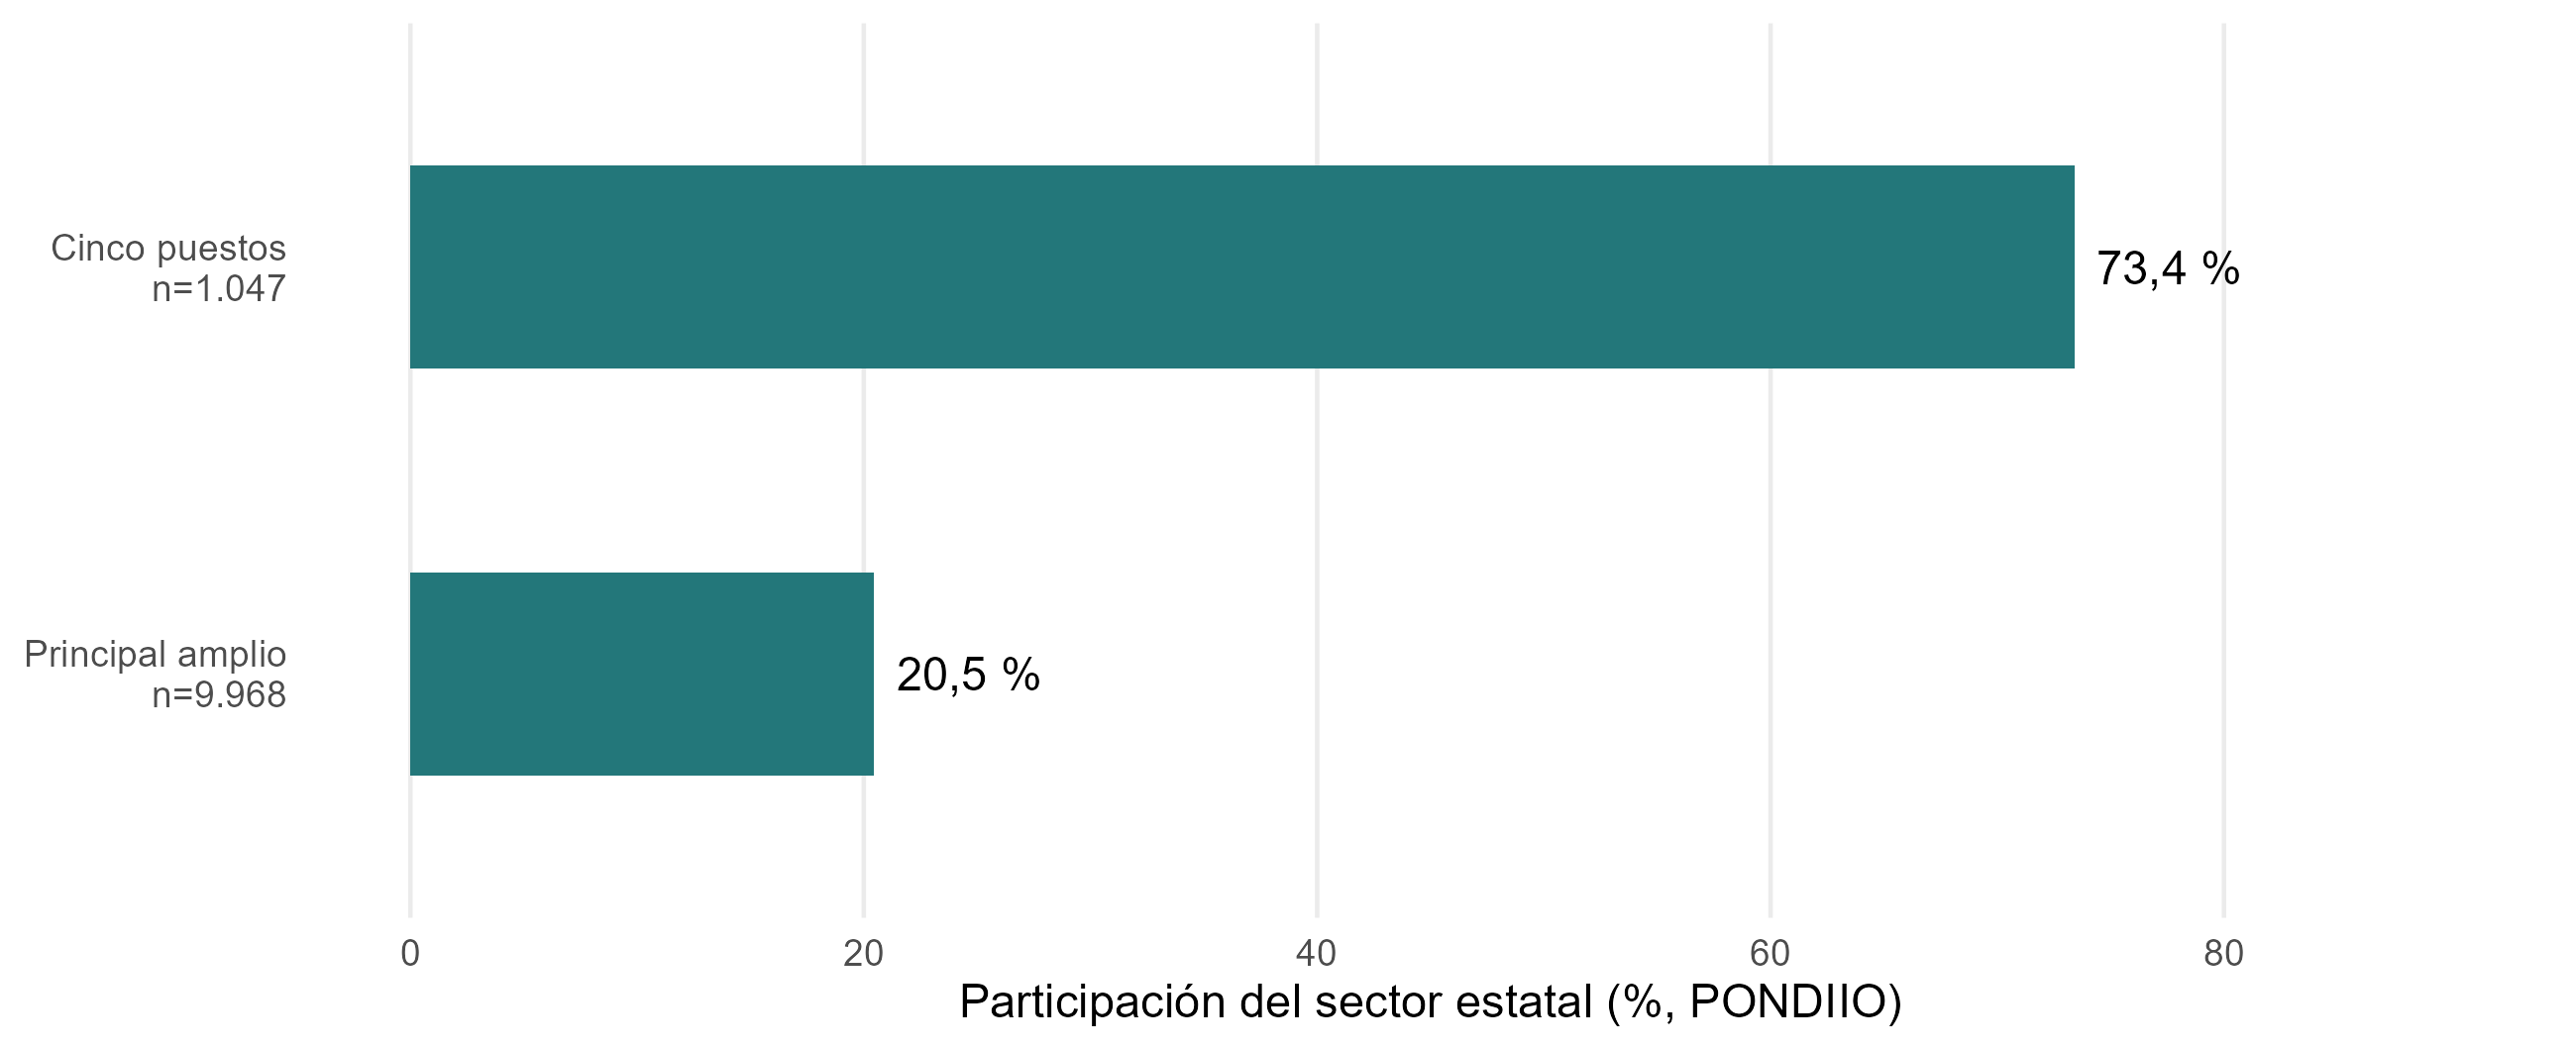 Cinco puestos
n=1.047
73,4 %
Principal amplio
n=9.968
20,5 %
0 20 40 60 80
Participación del sector estatal (%, PONDIIO)